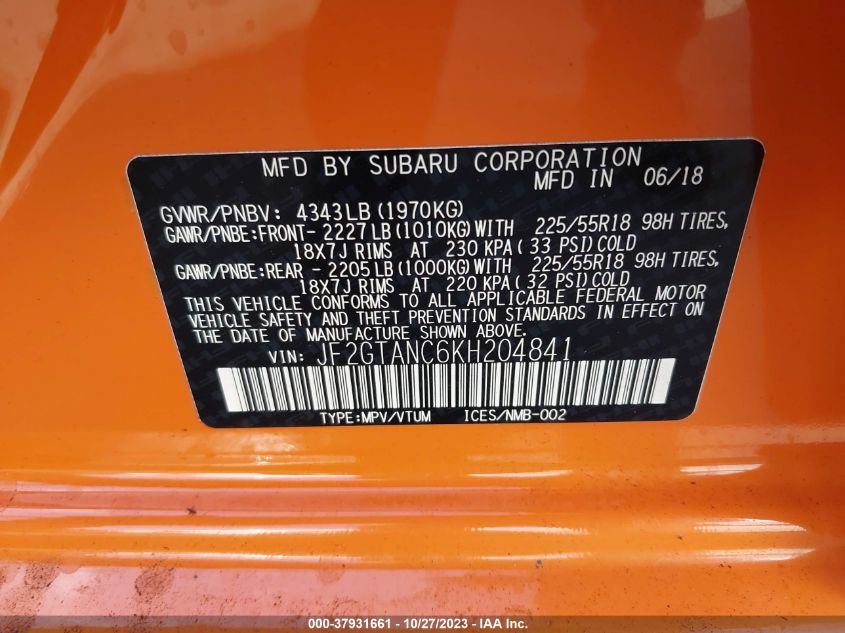 MFD BY SUBARU CORPORATION
MFD IN 06/18
GVWR/PNBV: 4343LB(1970KG)
GAWR/PNBE:FRONT- 2227LB(1010KG)WITH 225/55R18 98H TIRES,
18X7J RIMS AT 230 KPA( 33 PSI)COLD
GAWR/PNBE:REAR - 2205LB(1000KG)WITH 225/55R18 98H TIRES,
18X7J RIMS AT 220 KPA( 32 PSI)COLD
THIS VEHICLE CONFORMS TO ALL APPLICABLE FEDERAL MOTOR
VEHICLE SAFETY AND THEFT PREVENTION STANDARDS IN EFFECT ON
THE DATE OF MANUFACTURE SHOWN ABOVE.
VIN: JF2GTANC6KH204841
TYPE:MPV/VTUM ICES/NMB-002
000-37931661 - 10/27/2023 - IAA Inc.